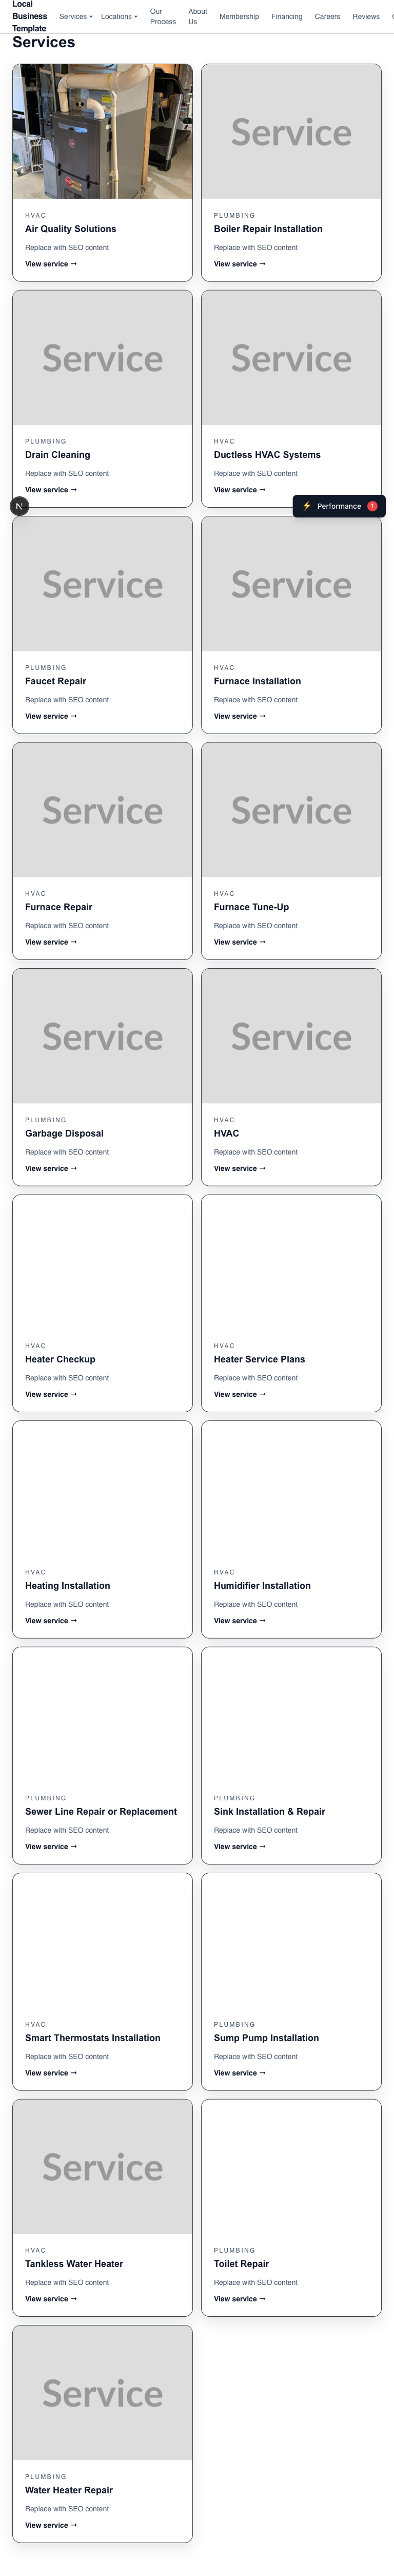 Local
Business
Template
Services
Locations
Our
Process
About
Us
Membership
Financing
Careers
Reviews
Services
Service
HVAC
Air Quality Solutions
Replace with SEO content
View service →
PLUMBING
Boiler Repair Installation
Replace with SEO content
View service →
Service
Service
PLUMBING
Drain Cleaning
Replace with SEO content
View service →
HVAC
Ductless HVAC Systems
Replace with SEO content
View service →
N
⚡ Performance 1
Service
Service
PLUMBING
Faucet Repair
Replace with SEO content
View service →
HVAC
Furnace Installation
Replace with SEO content
View service →
Service
Service
HVAC
Furnace Repair
Replace with SEO content
View service →
HVAC
Furnace Tune-Up
Replace with SEO content
View service →
Service
Service
PLUMBING
Garbage Disposal
Replace with SEO content
View service →
HVAC
HVAC
Replace with SEO content
View service →
HVAC
Heater Checkup
Replace with SEO content
View service →
HVAC
Heater Service Plans
Replace with SEO content
View service →
HVAC
Heating Installation
Replace with SEO content
View service →
HVAC
Humidifier Installation
Replace with SEO content
View service →
PLUMBING
Sewer Line Repair or Replacement
Replace with SEO content
View service →
PLUMBING
Sink Installation & Repair
Replace with SEO content
View service →
HVAC
Smart Thermostats Installation
Replace with SEO content
View service →
PLUMBING
Sump Pump Installation
Replace with SEO content
View service →
Service
HVAC
Tankless Water Heater
Replace with SEO content
View service →
PLUMBING
Toilet Repair
Replace with SEO content
View service →
Service
PLUMBING
Water Heater Repair
Replace with SEO content
View service →